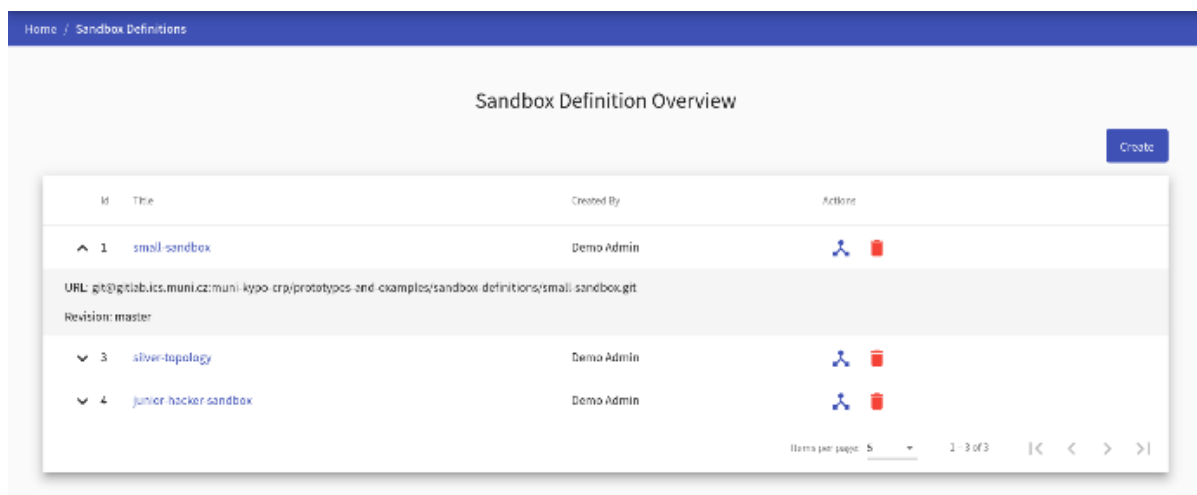 Home / Sandbox Definitions
Sandbox Definition Overview
Create
Id Title Created By Actions
1 small-sandbox Demo Admin
URL: git@gitlab.ics.muni.cz:muni-kypo-crp/prototypes-and-examples/sandbox-definitions/small-sandbox.git
Revision: master
3 silver-topology Demo Admin
4 junior-hacker-sandbox Demo Admin
Items per page: 5 1 – 3 of 3